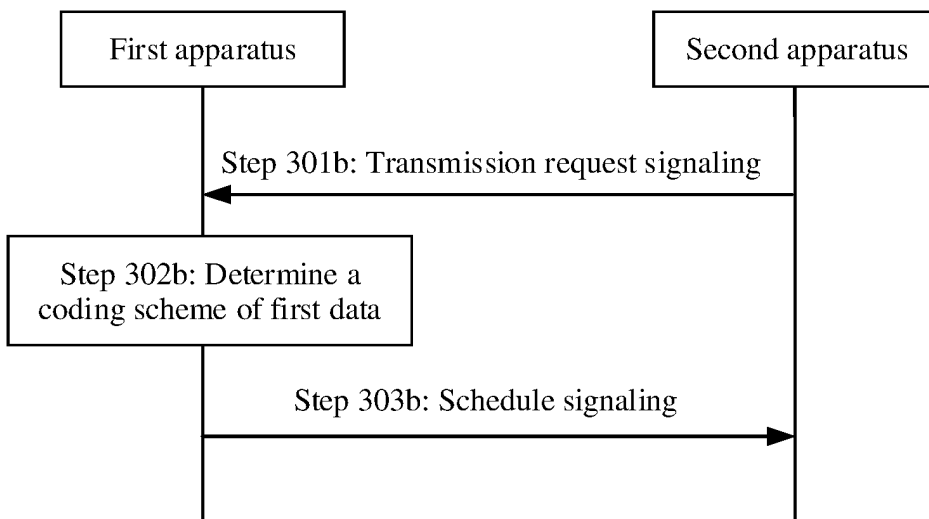 First apparatus
Second apparatus
Step 301b: Transmission request signaling
Step 302b: Determine a
coding scheme of first data
Step 303b: Schedule signaling